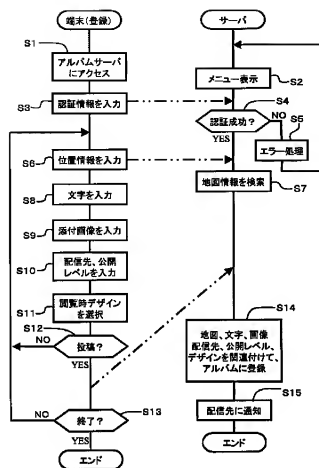 端末(登録)
S1
アルバムサーバ
にアクセス
S3
認証情報を入力
S6
位置情報を入力
S8
文字を入力
S9
添付画像を入力
S10
配信先、公開
レベルを入力
S11
閲覧時デザイン
を選択
S12
投稿?
NO
YES
S13
終了?
NO
YES
エンド
サーバ
メニュー表示
S2
S4
認証成功?
NO
YES
S5
エラー処理
地図情報を検索
S7
S14
地図、文字、画像
配信先、公開レベル、
デザインを関連付けて、
アルバムに登録
S15
配信先に通知
エンド